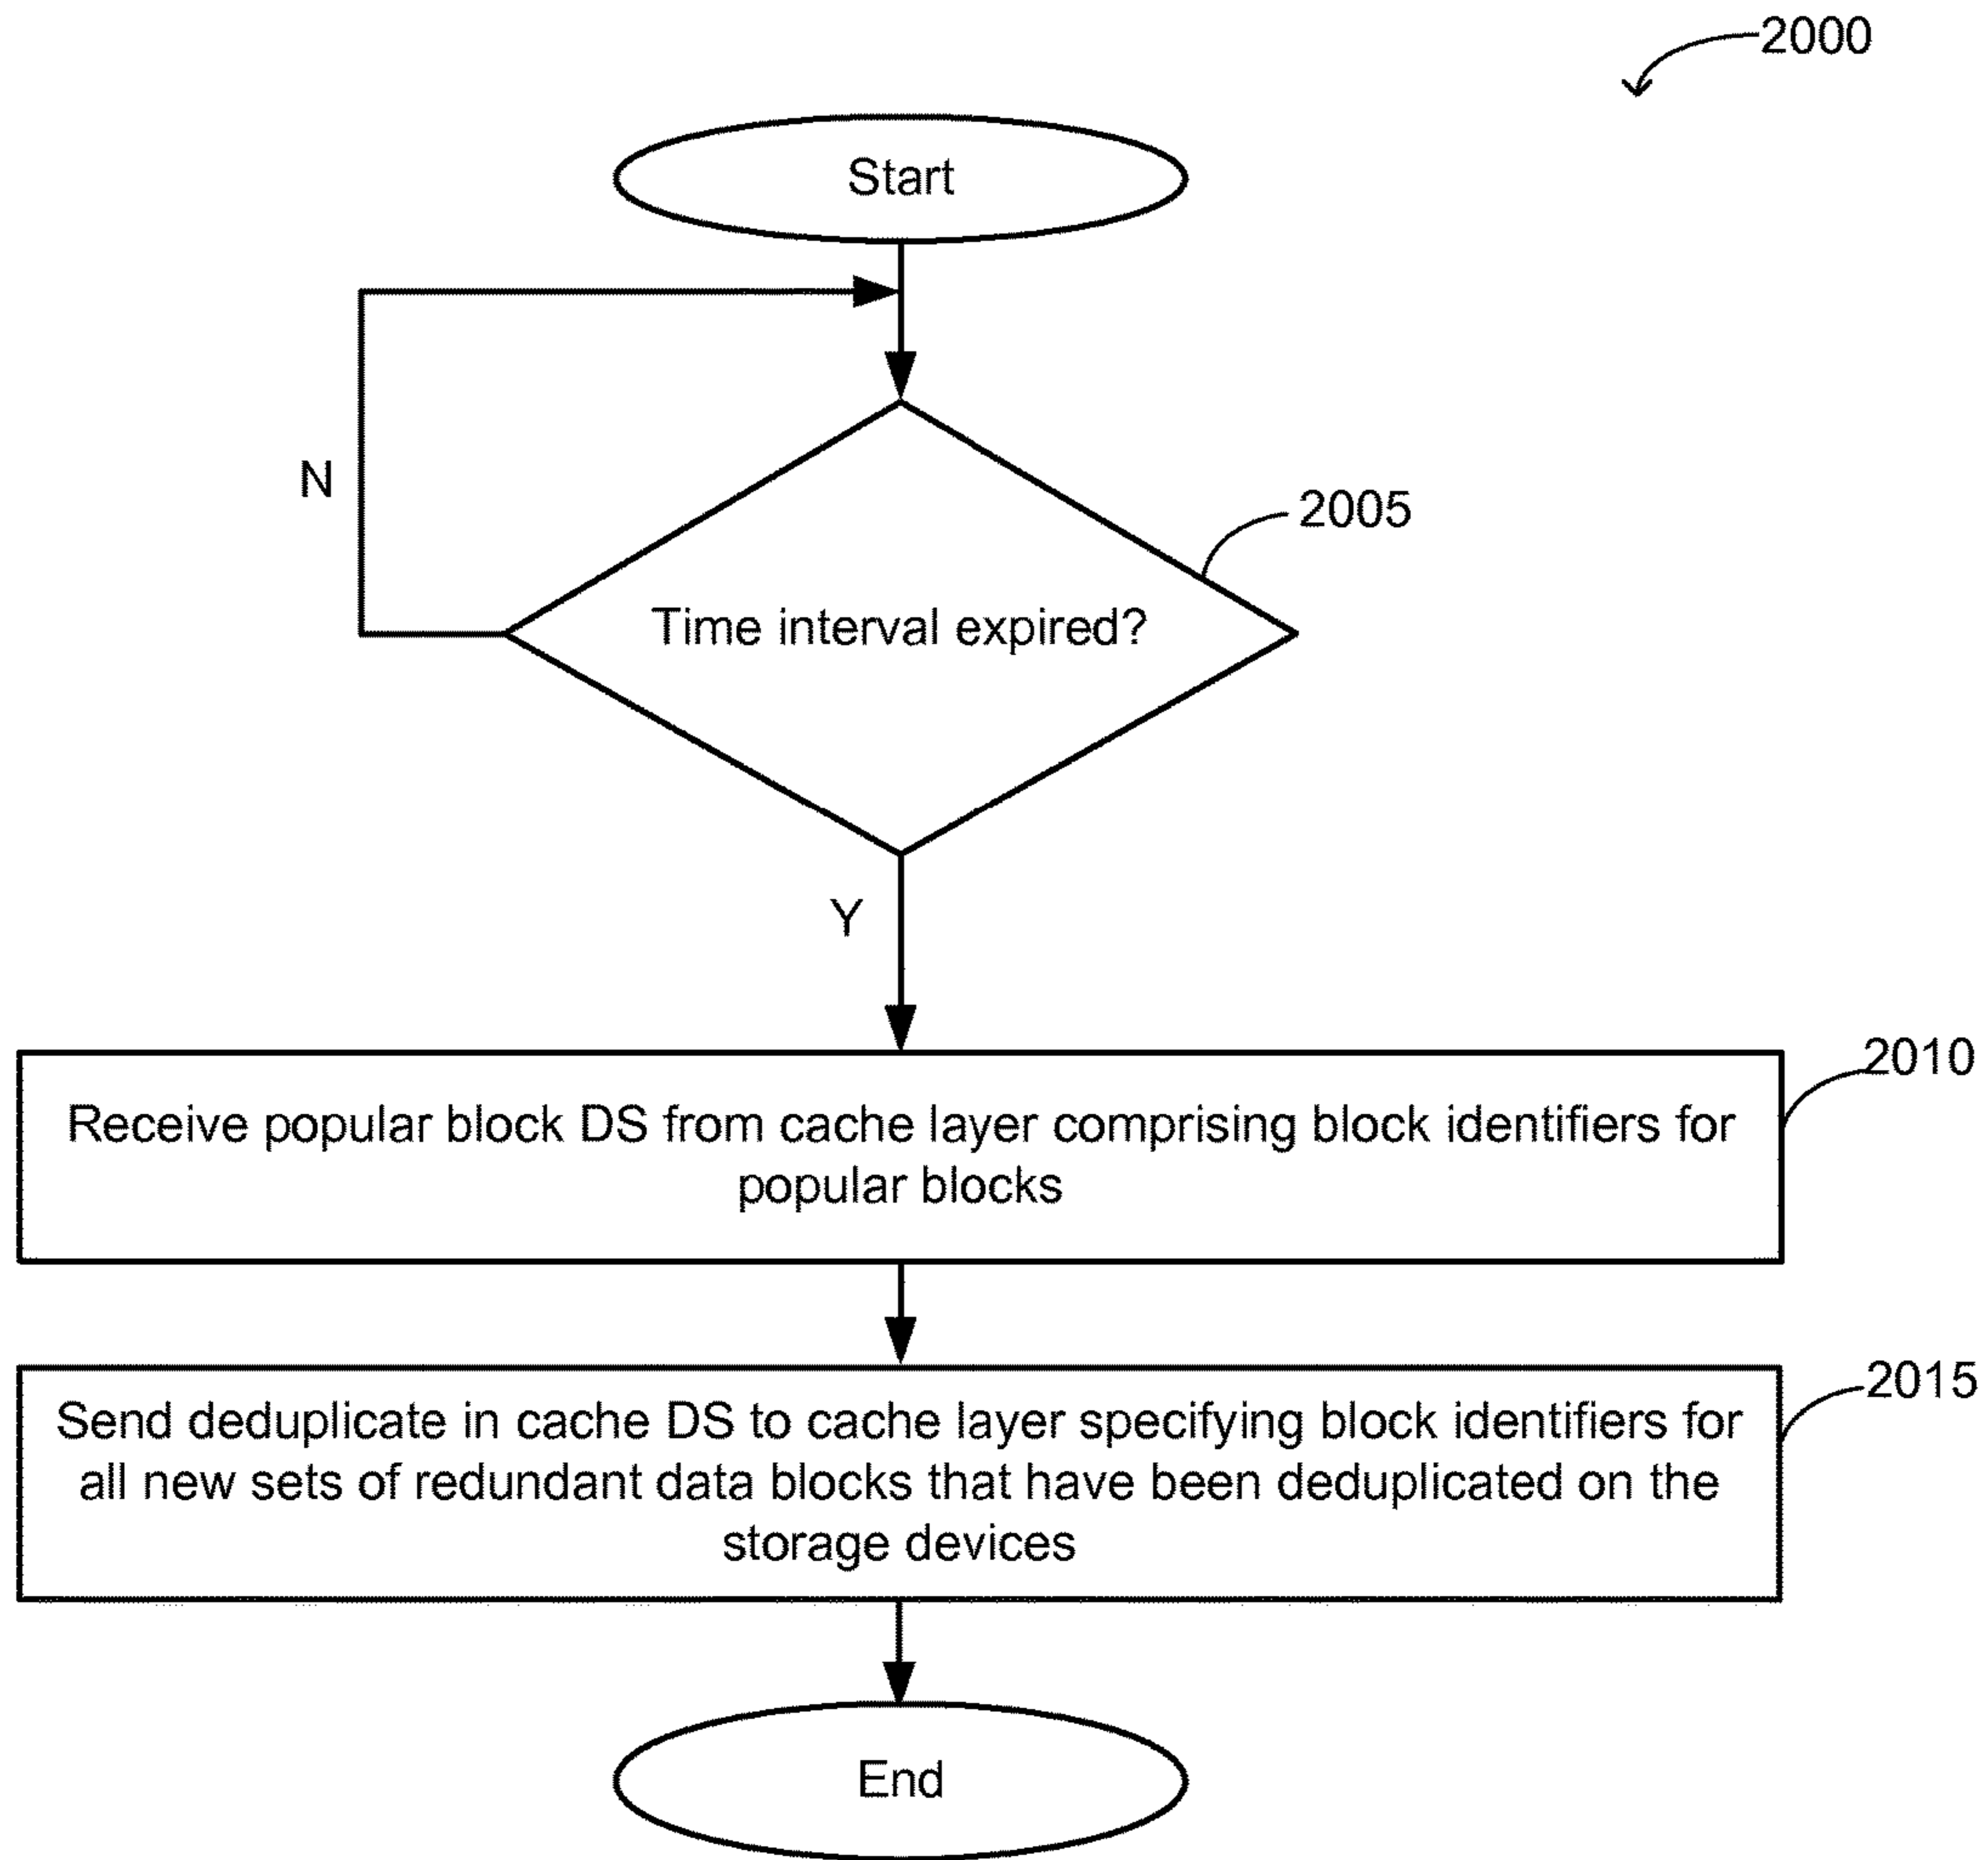 2000
Start
N
2005
Time interval expired?
Y
2010
Receive popular block DS from cache layer comprising block identifiers for
popular blocks
2015
Send deduplicate in cache DS to cache layer specifying block identifiers for
all new sets of redundant data blocks that have been deduplicated on the
storage devices
End